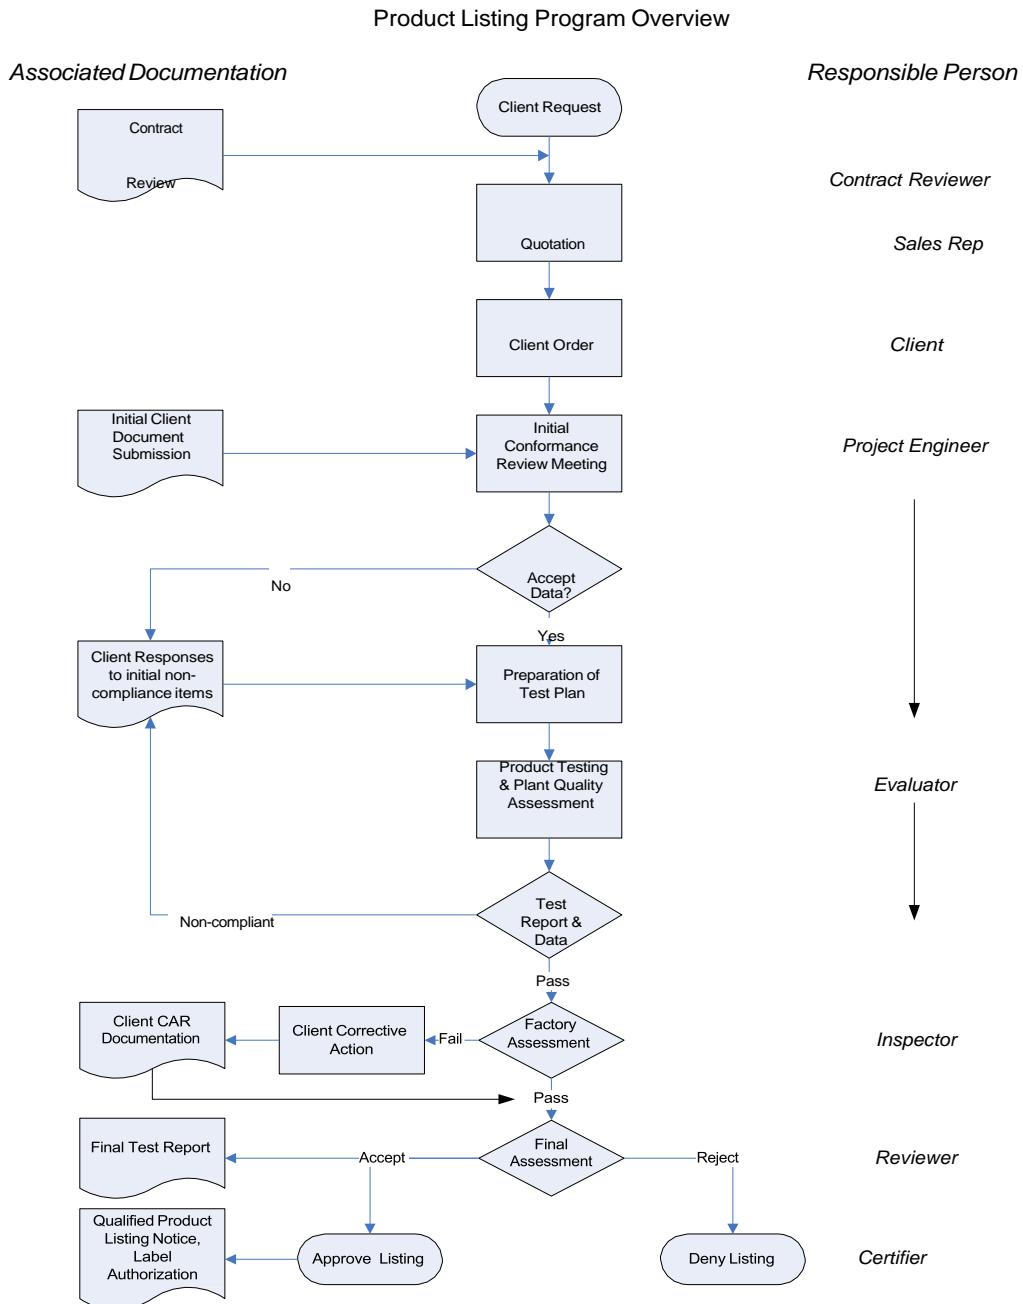 Product Listing Program Overview
Associated Documentation
Responsible Person
Client Request
Contract
Review
Contract Reviewer
Quotation
Sales Rep
Client Order
Client
Initial Client
Document
Submission
Initial
Conformance
Review Meeting
Project Engineer
Accept
Data?
No
Yes
Client Responses
to initial non-
compliance items
Preparation of
Test Plan
Product Testing
& Plant Quality
Assessment
Evaluator
Test
Report &
Data
Non-compliant
Pass
Client CAR
Documentation
Client Corrective
Action
Fail
Factory
Assessment
Inspector
Pass
Final Test Report
Accept
Final
Assessment
Reject
Reviewer
Qualified Product
Listing Notice,
Label
Authorization
Approve Listing
Deny Listing
Certifier